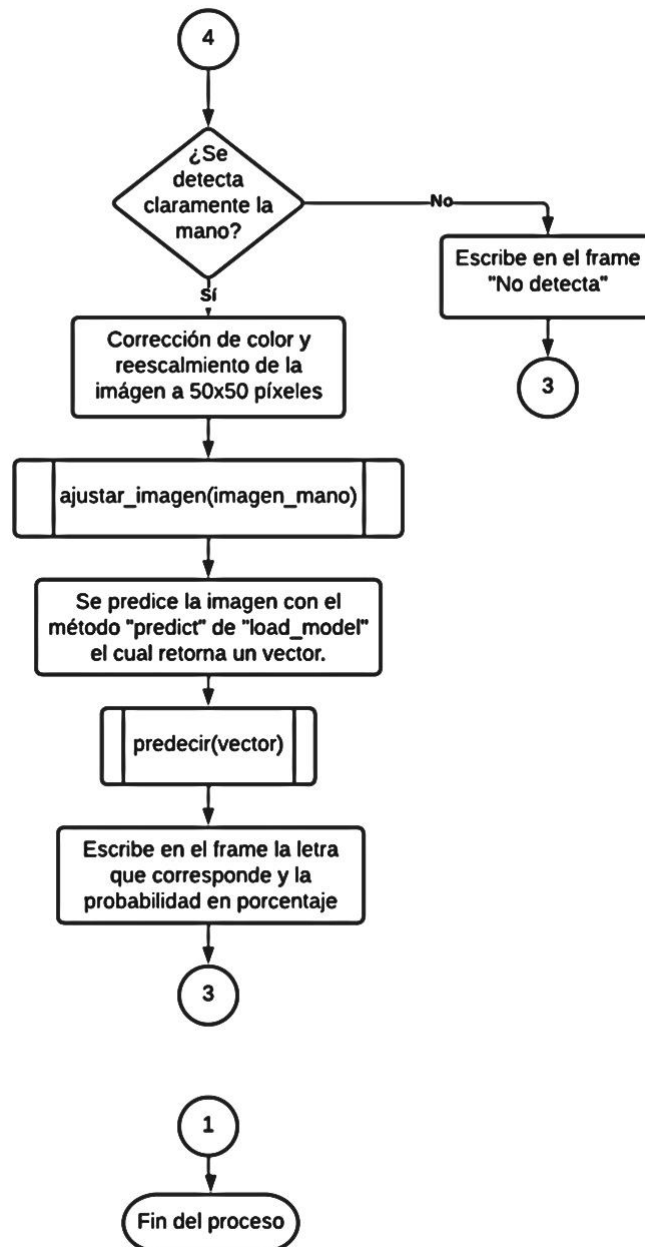 4
¿Se
detecta
claramente la
mano?
No
Escribe en el frame
"No detecta"
3
Sí
Corrección de color y
reescalmiento de la
imágen a 50x50 píxeles
ajustar_imagen(imagen_mano)
Se predice la imagen con el
método "predict" de "load_model"
el cual retorna un vector.
predecir(vector)
Escribe en el frame la letra
que corresponde y la
probabilidad en porcentaje
3
1
Fin del proceso